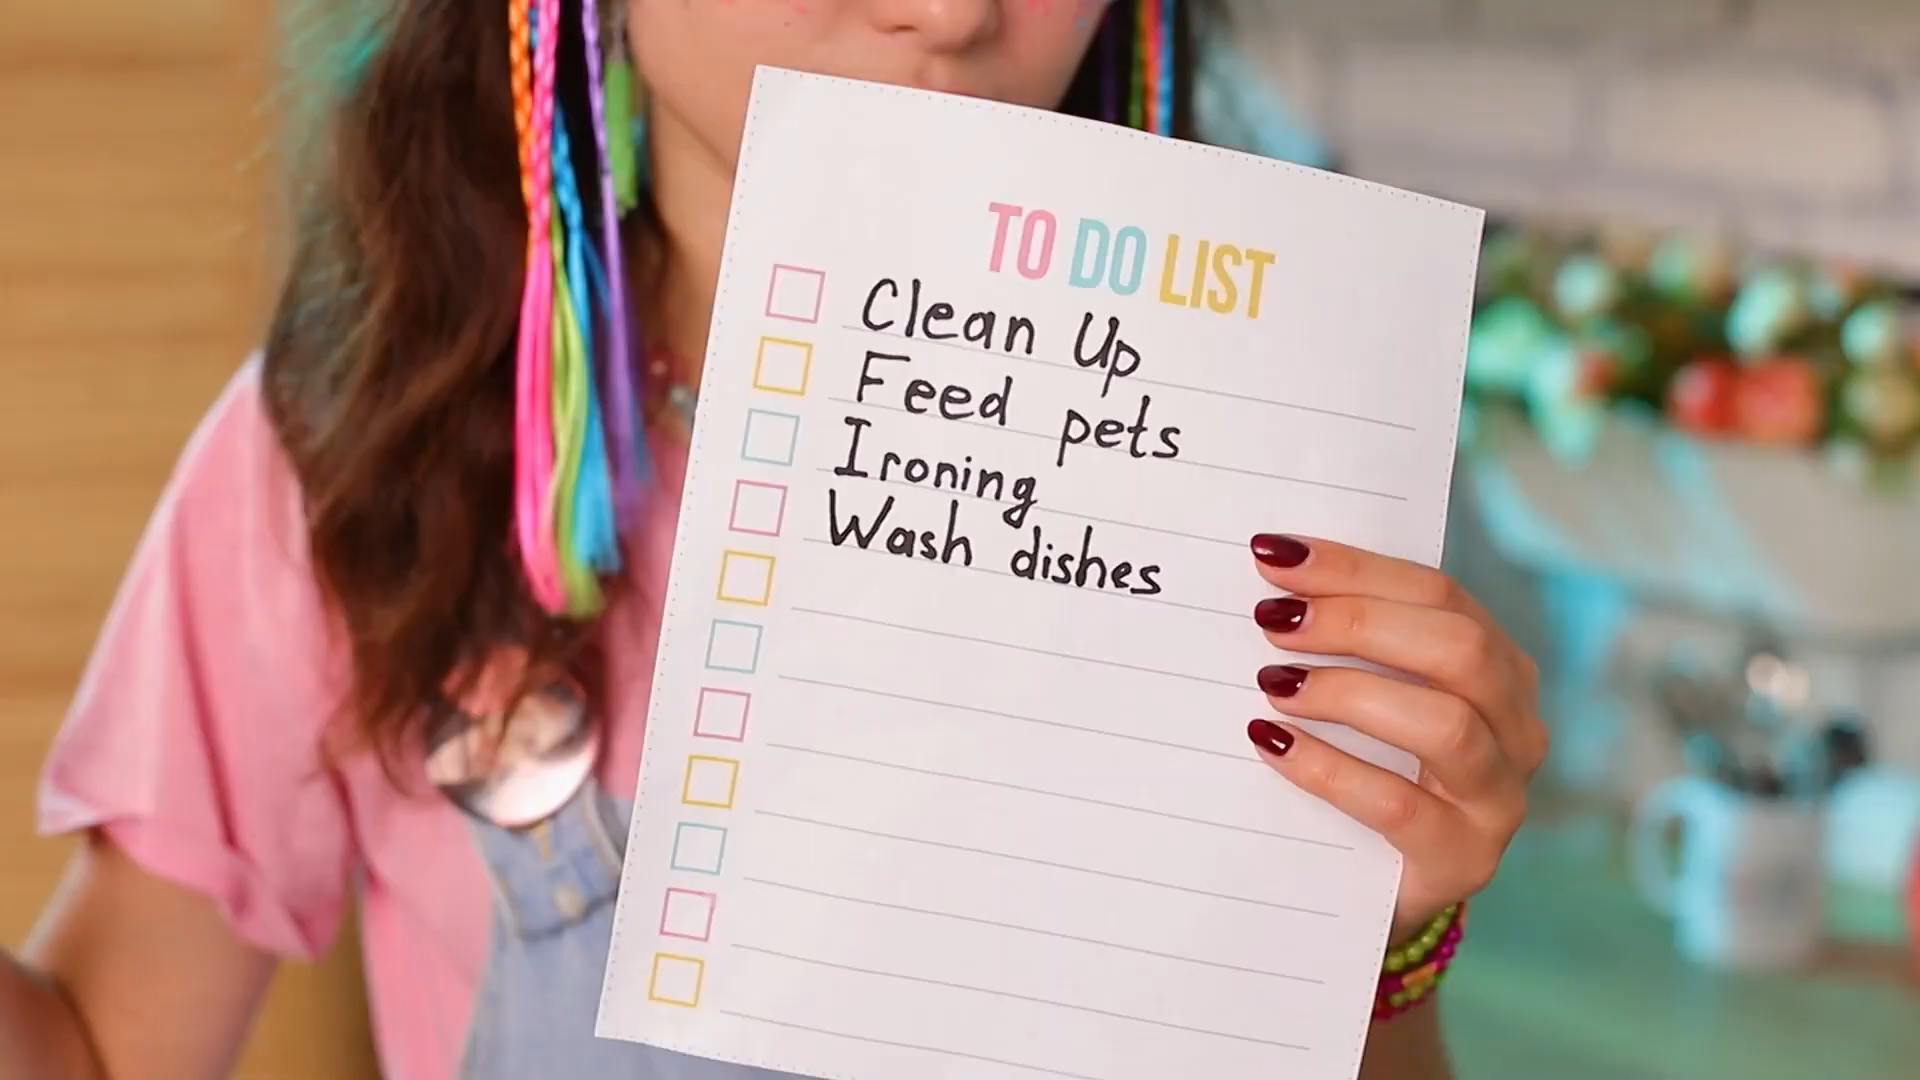 TO DO LIST
Clean Up
Feed pets
Ironing
Wash dishes